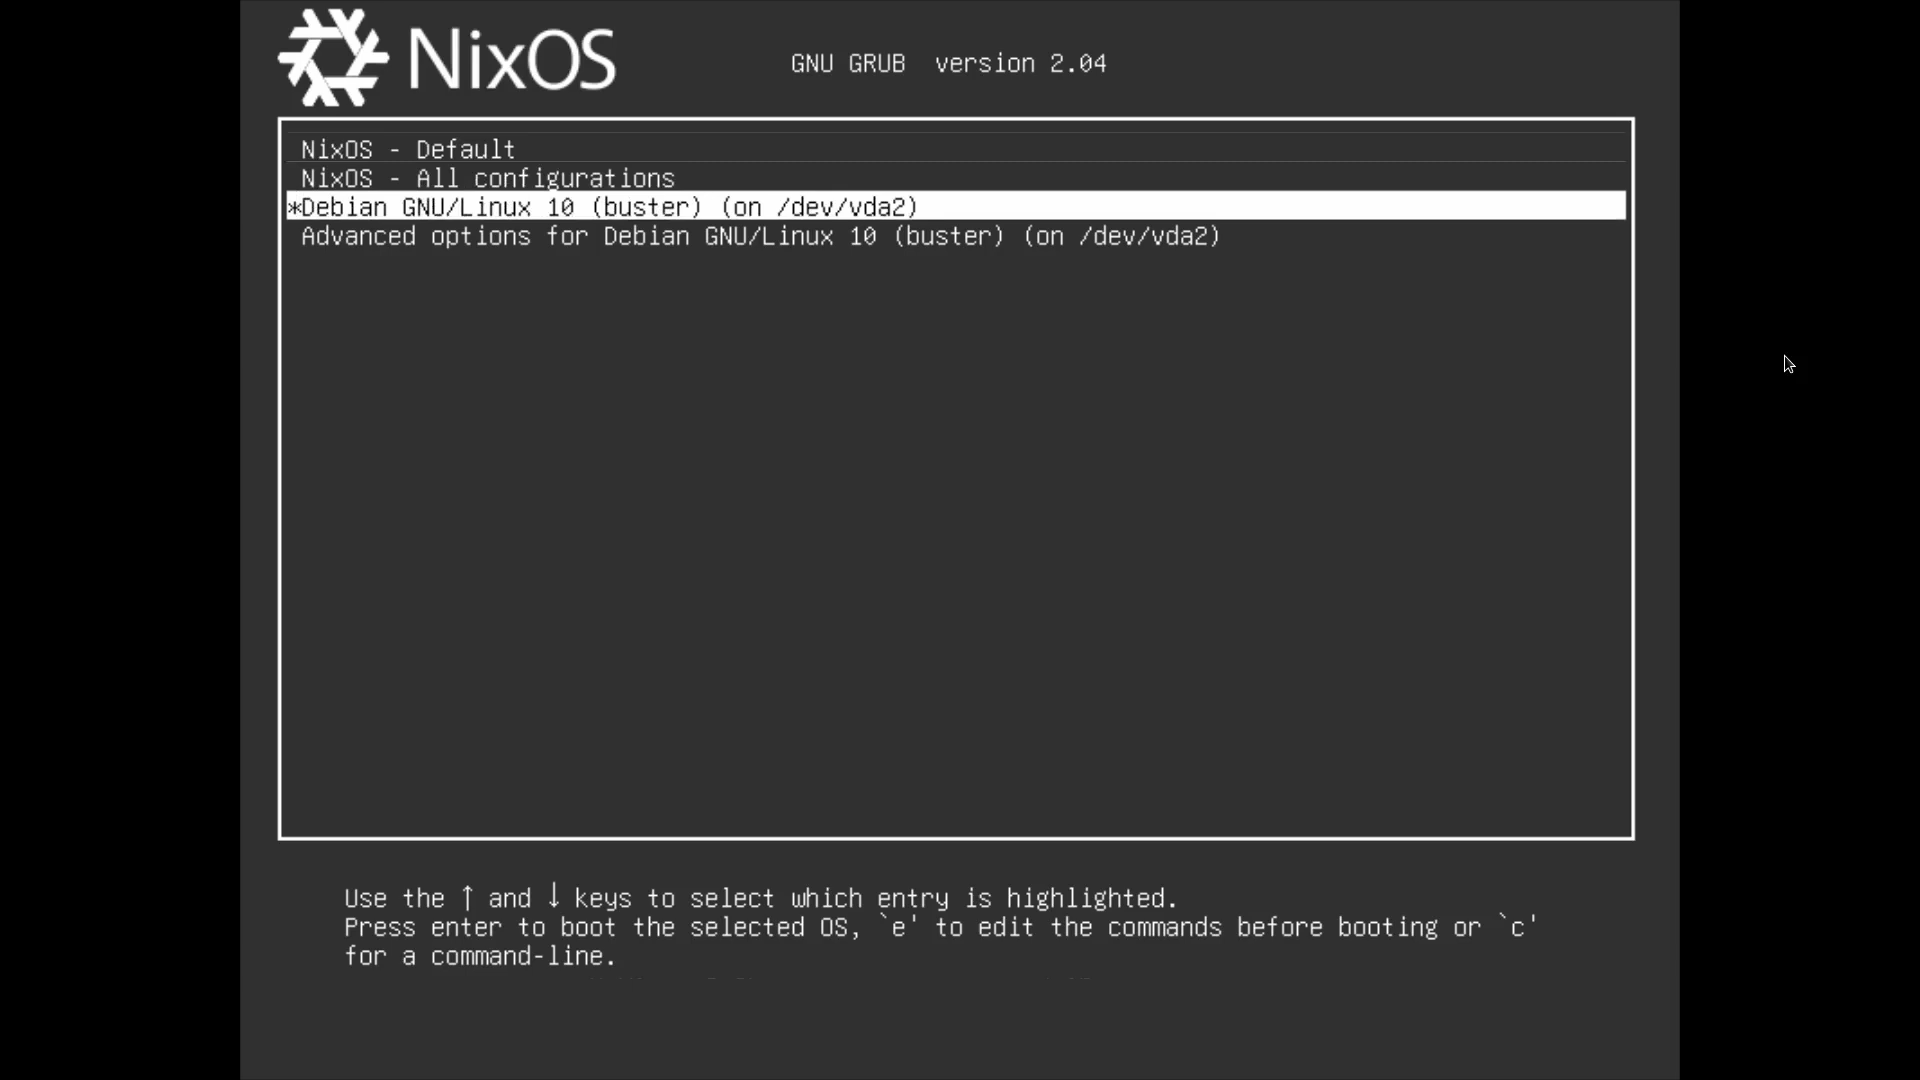 NixOS
GNU GRUB  version 2.04
NixOS - Default
NixOS - All configurations
*Debian GNU/Linux 10 (buster) (on /dev/vda2)
Advanced options for Debian GNU/Linux 10 (buster) (on /dev/vda2)
Use the ↑ and ↓ keys to select which entry is highlighted.
Press enter to boot the selected OS, `e' to edit the commands before booting or `c'
for a command-line.